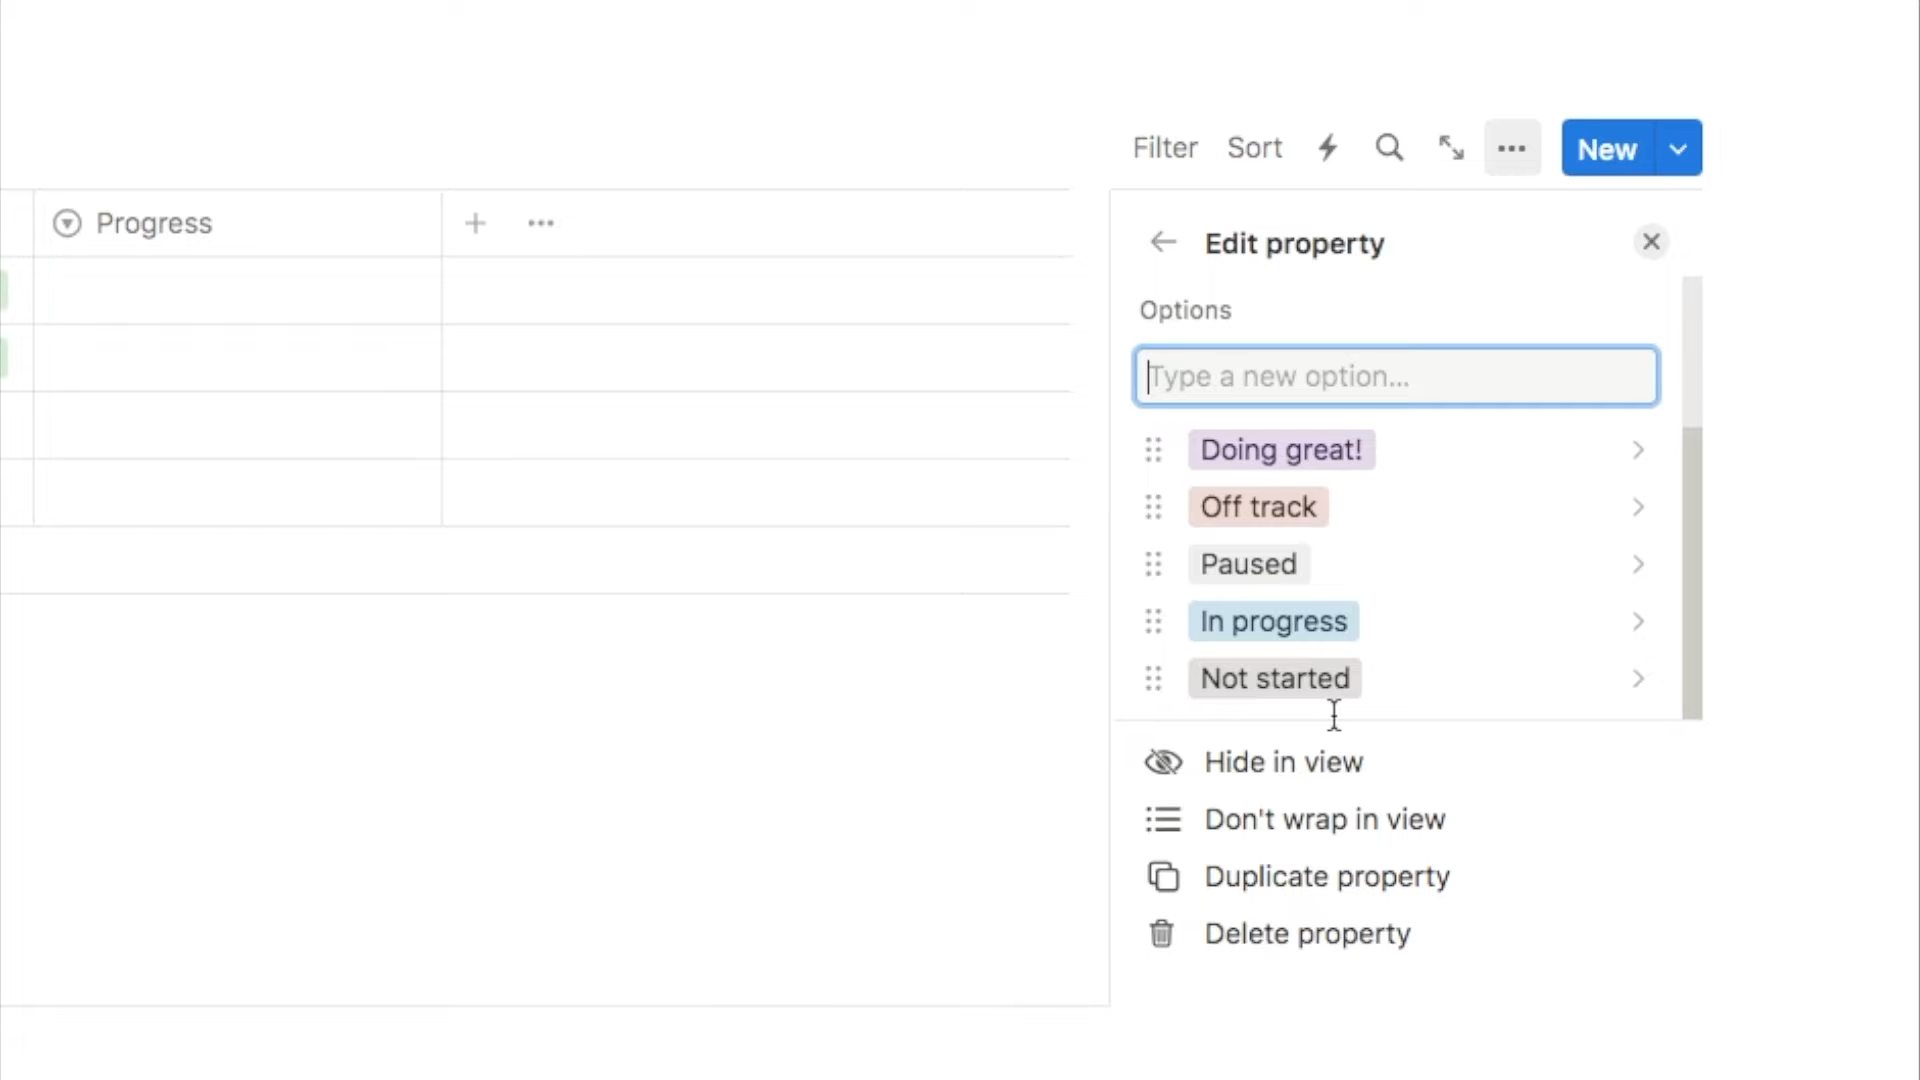 Filter Sort New
Progress
Edit property
Options
Type a new option...
Doing great!
Off track
Paused
In progress
Not started
Hide in view
Don't wrap in view
Duplicate property
Delete property